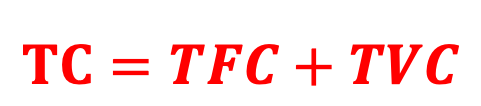 TC = TFC + TVC